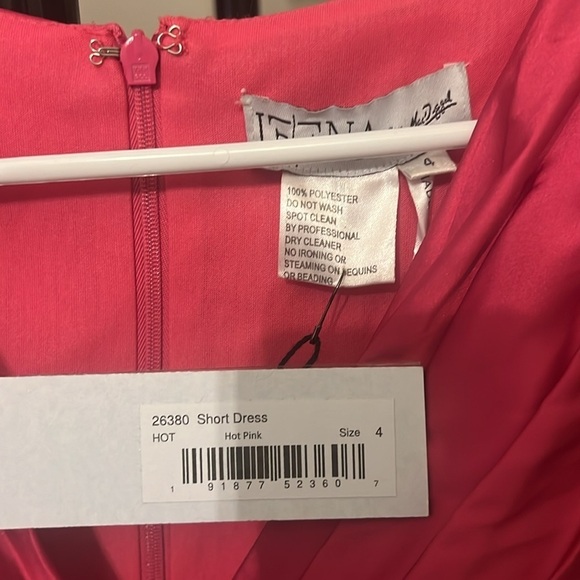 4
100% POLYESTER
DO NOT WASH
SPOT CLEAN
BY PROFESSIONAL
DRY CLEANER
NO IRONING OR
STEAMING ON SEQUINS
OR BEADING
26380 Short Dress
HOT Hot Pink Size 4
1 91877 52360 7